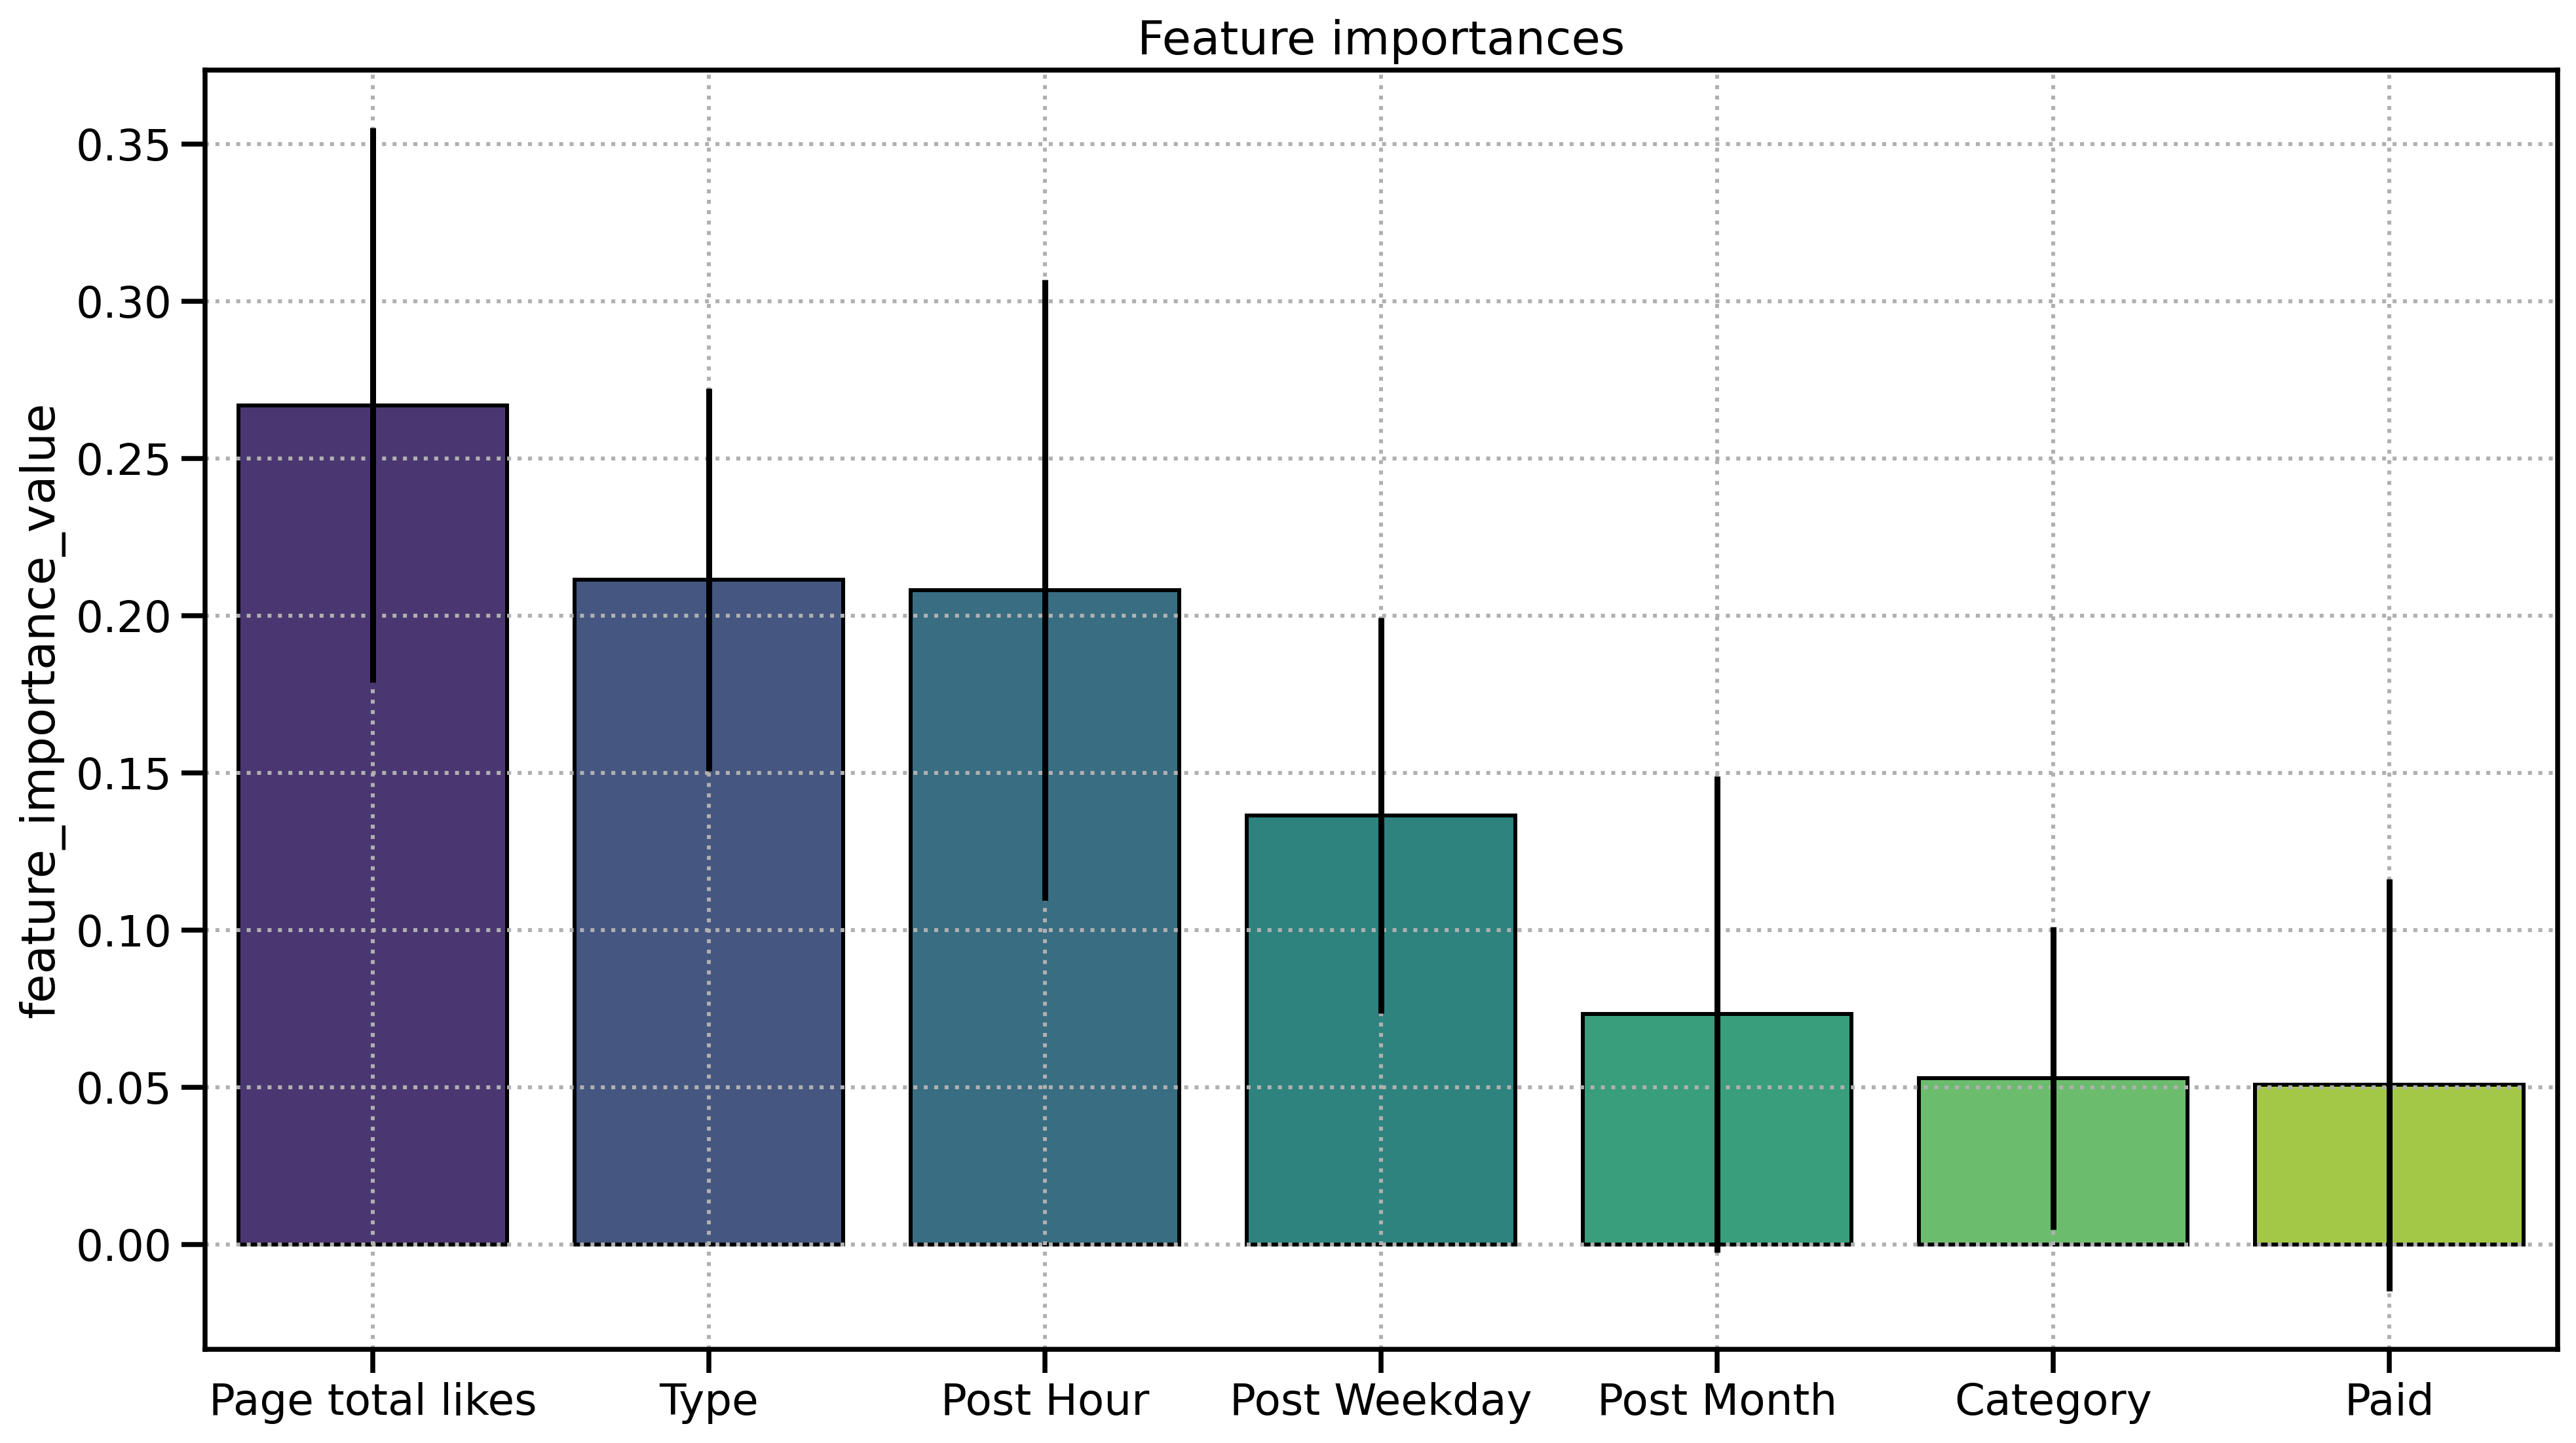 Feature importances
feature_importance_value
0.35
0.30
0.25
0.20
0.15
0.10
0.05
0.00
Page total likes
Type
Post Hour
Post Weekday
Post Month
Category
Paid